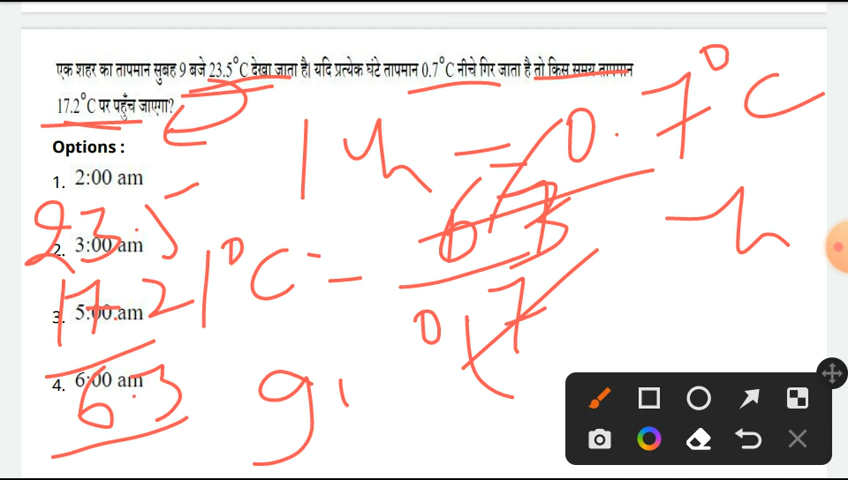 एक शहर का तापमान सुबह 9 बजे 23.5°C देखा जाता है। यदि प्रत्येक घंटे तापमान 0.7°C नीचे गिर जाता है तो किस समय तापमान
17.2°C पर पहुँच जाएगा?
Options :
1. 2:00 am
2. 3:00 am
3. 5:00 am
4. 6:00 am
1 h = 0.7°C
23.5
17.2
6.3
1°C = 
6.3
0.7
h
9